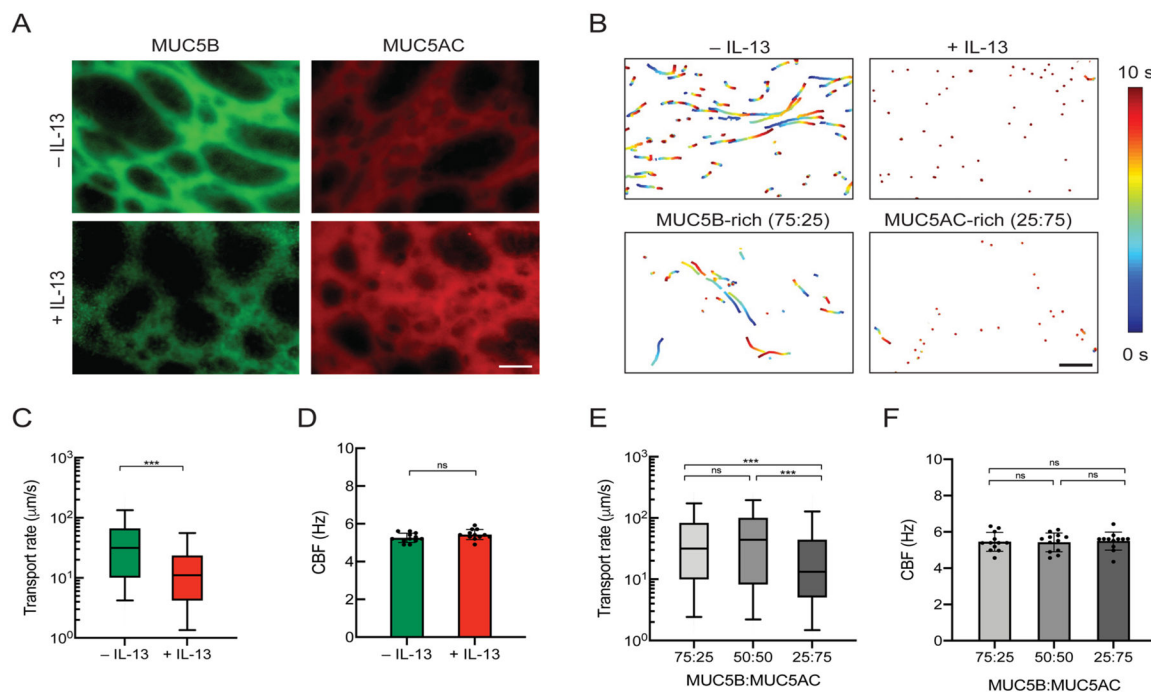 A
MUC5B
MUC5AC
– IL-13
+ IL-13
B
– IL-13
+ IL-13
10 s
0 s
MUC5B-rich (75:25)
MUC5AC-rich (25:75)
C
Transport rate (μm/s)
10³
10²
10¹
10⁰
***
– IL-13
+ IL-13
D
CBF (Hz)
10
8
6
4
2
0
ns
– IL-13
+ IL-13
E
Transport rate (μm/s)
10³
10²
10¹
10⁰
***
ns
***
75:25
50:50
25:75
MUC5B:MUC5AC
F
CBF (Hz)
10
8
6
4
2
0
ns
ns
ns
75:25
50:50
25:75
MUC5B:MUC5AC